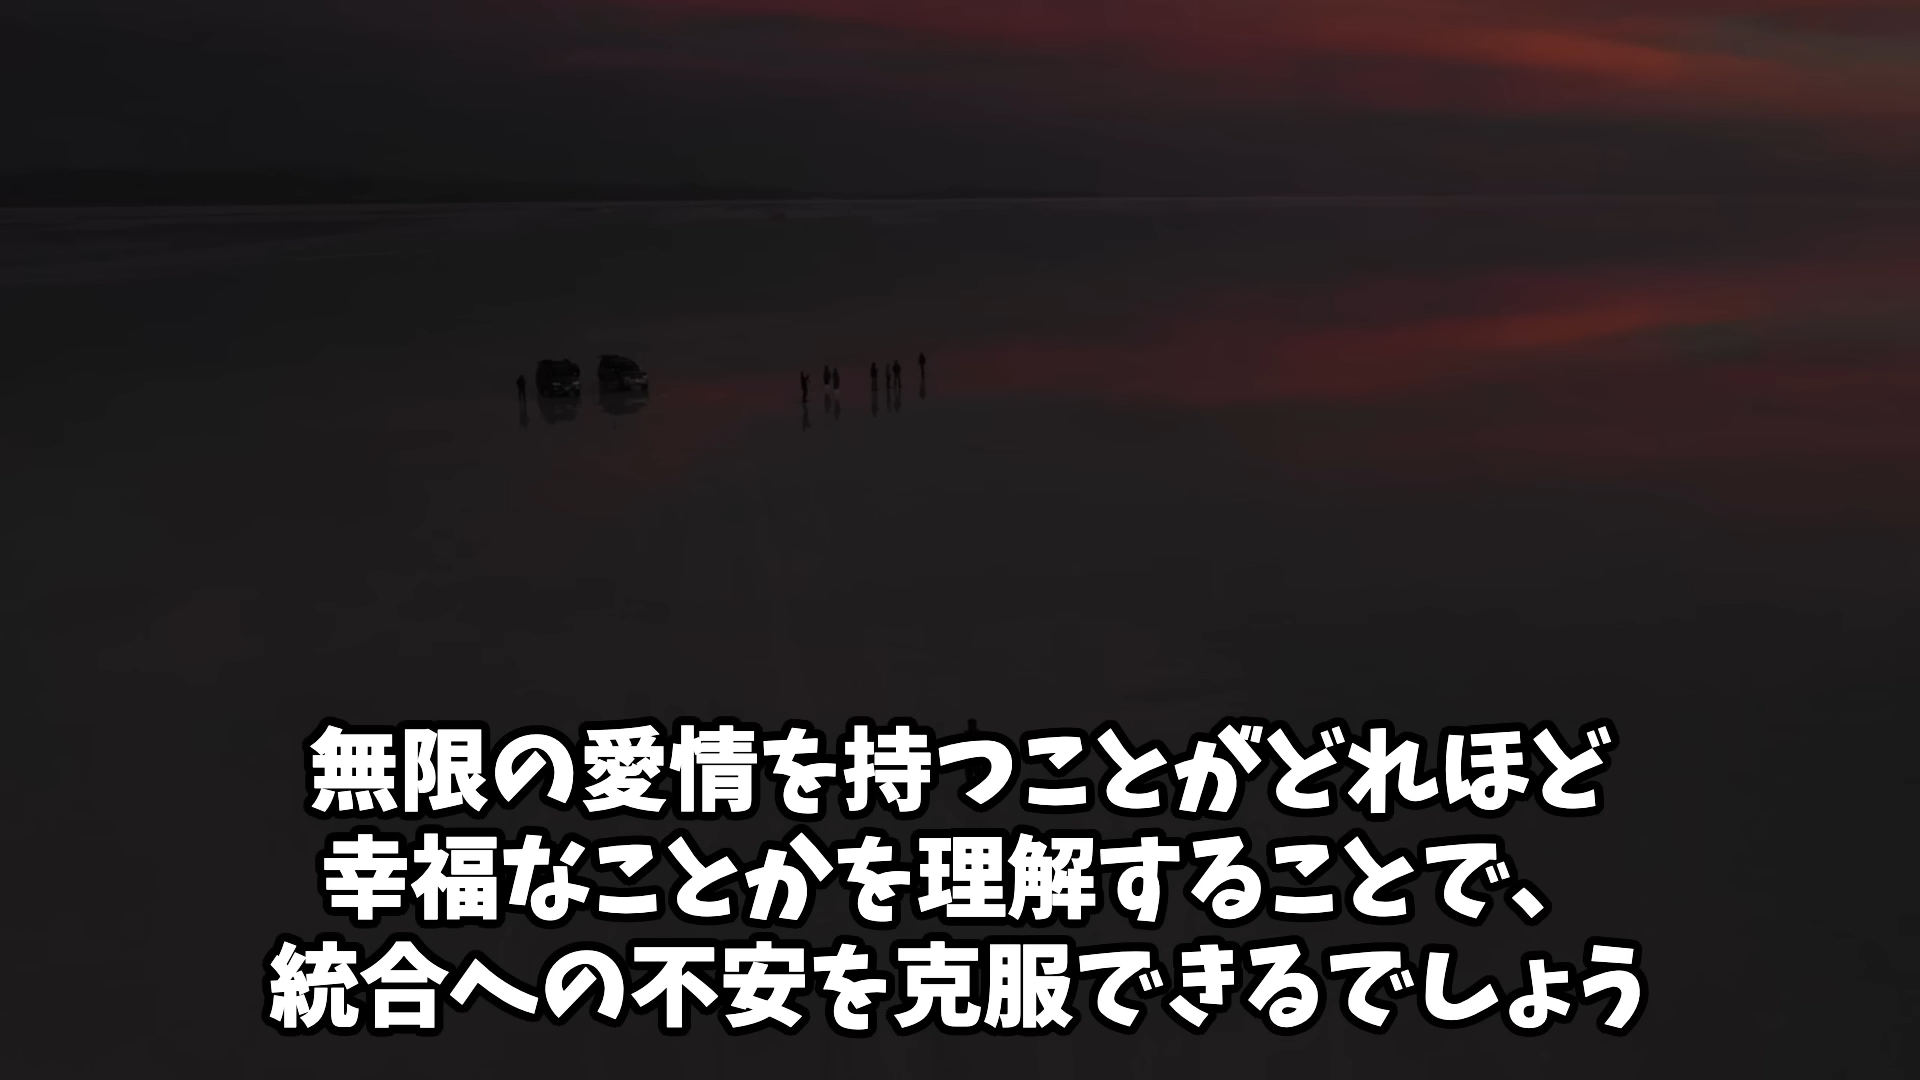 無限の愛情を持つことがどれほど
幸福なことかを理解することで、
統合への不安を克服できるでしょう